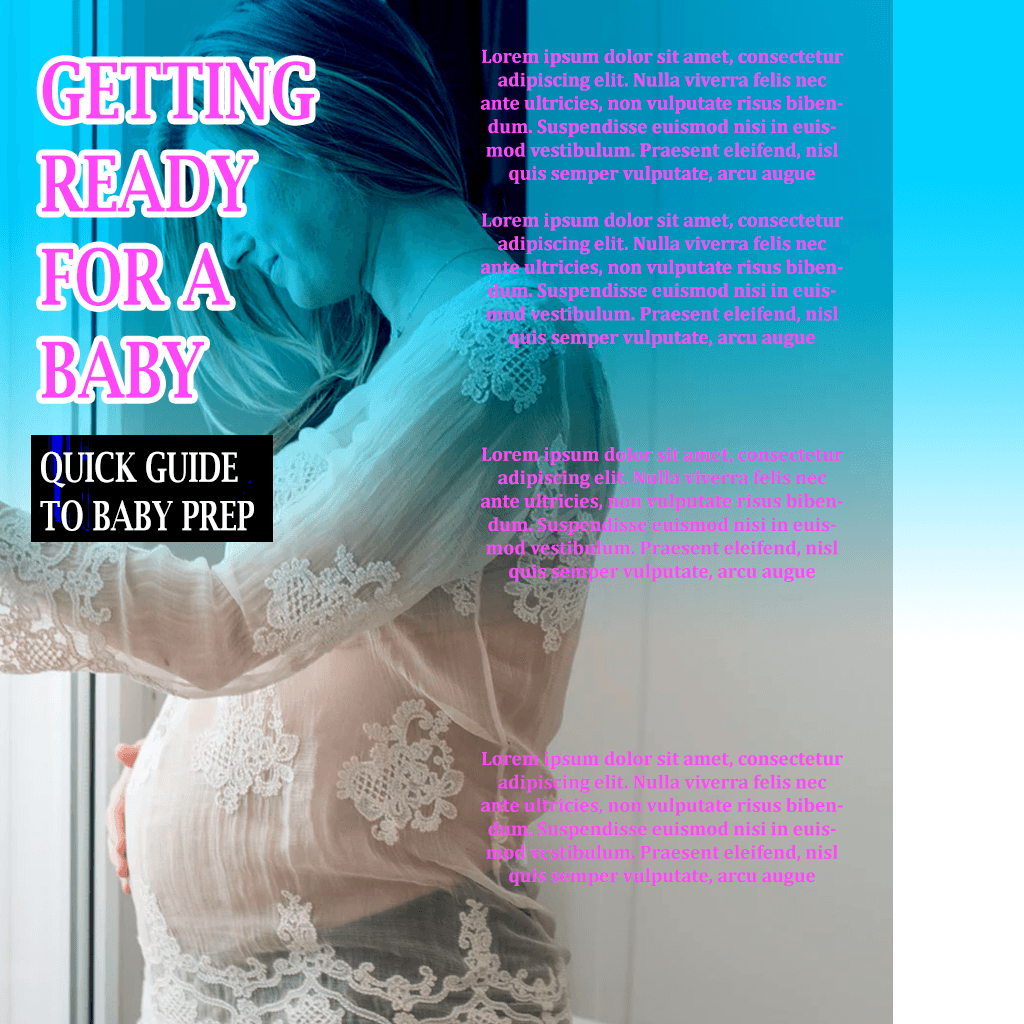 GETTING
READY
FOR A
BABY
QUICK GUIDE
TO BABY PREP
Lorem ipsum dolor sit amet, consectetur
adipiscing elit. Nulla viverra felis nec
ante ultricies, non vulputate risus biben-
dum. Suspendisse euismod nisi in euis-
mod vestibulum. Praesent eleifend, nisl
quis semper vulputate, arcu augue
Lorem ipsum dolor sit amet, consectetur
adipiscing elit. Nulla viverra felis nec
ante ultricies, non vulputate risus biben-
dum. Suspendisse euismod nisi in euis-
mod vestibulum. Praesent eleifend, nisl
quis semper vulputate, arcu augue
Lorem ipsum dolor sit amet, consectetur
adipiscing elit. Nulla viverra felis nec
ante ultricies, non vulputate risus biben-
dum. Suspendisse euismod nisi in euis-
mod vestibulum. Praesent eleifend, nisl
quis semper vulputate, arcu augue
Lorem ipsum dolor sit amet, consectetur
adipiscing elit. Nulla viverra felis nec
ante ultricies, non vulputate risus biben-
dum. Suspendisse euismod nisi in euis-
mod vestibulum. Praesent eleifend, nisl
quis semper vulputate, arcu augue